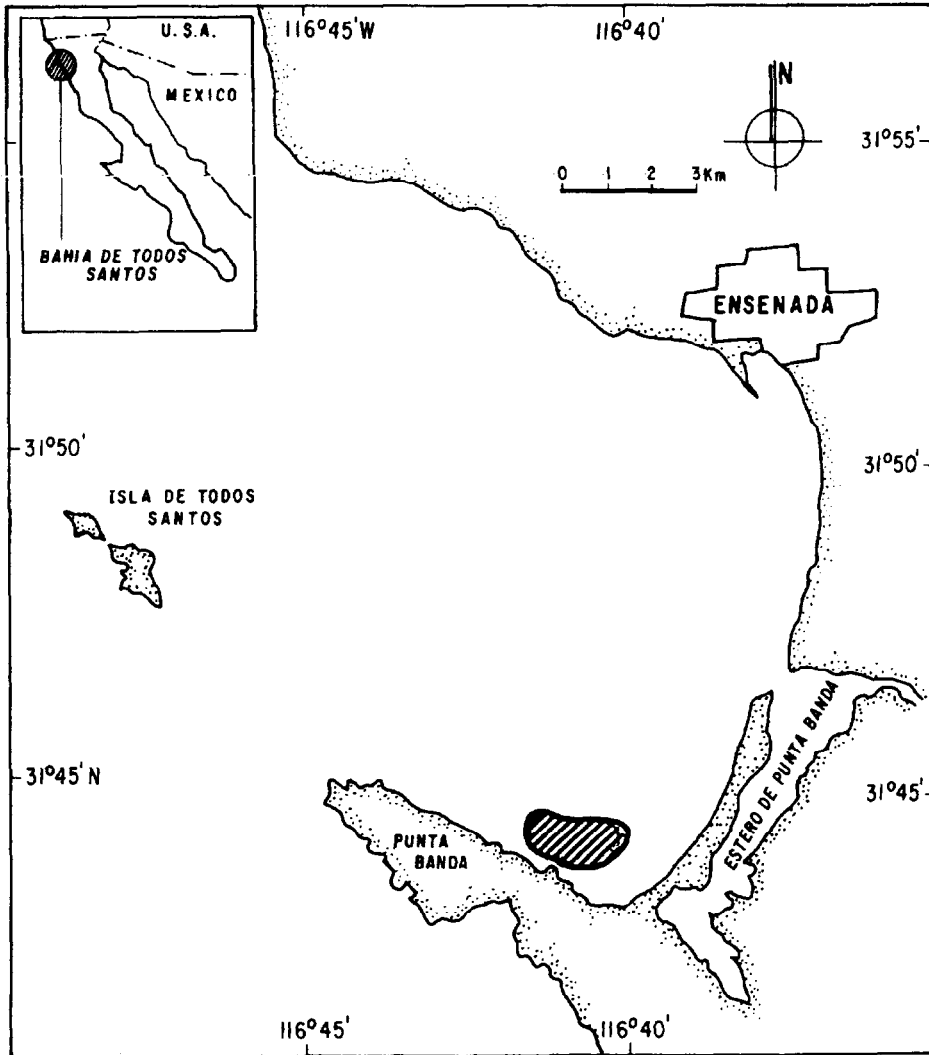 U.S.A.
MEXICO
BAHIA DE TODOS
SANTOS
116°45'W
116°40'
N
31°55'
0 1 2 3Km
ENSENADA
31°50'
31°50'
ISLA DE TODOS
SANTOS
31°45'N
31°45'
PUNTA
BANDA
ESTERO DE PUNTA BANDA
116°45'
116°40'